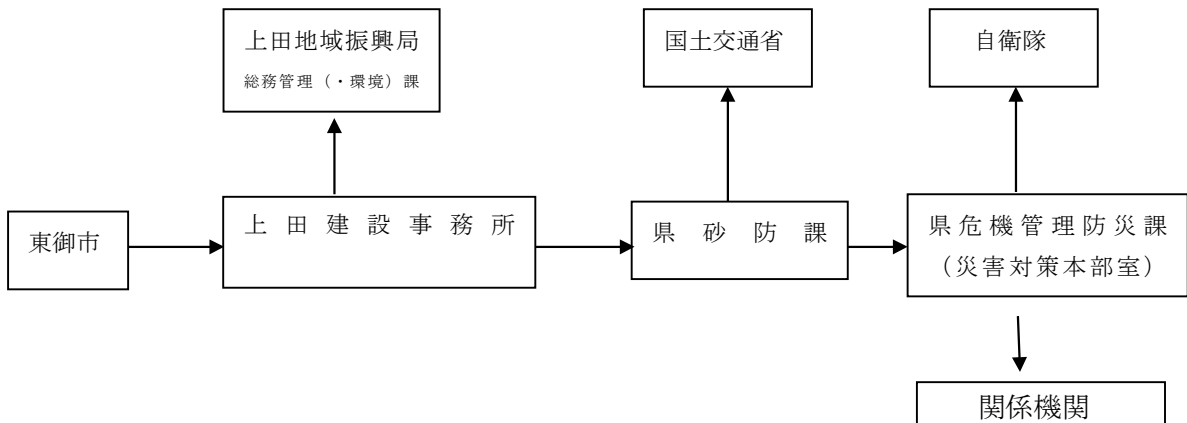 上田地域振興局
総務管理（・環境）課
国土交通省
自衛隊
東御市
上田建設事務所
県砂防課
県危機管理防災課
（災害対策本部室）
関係機関